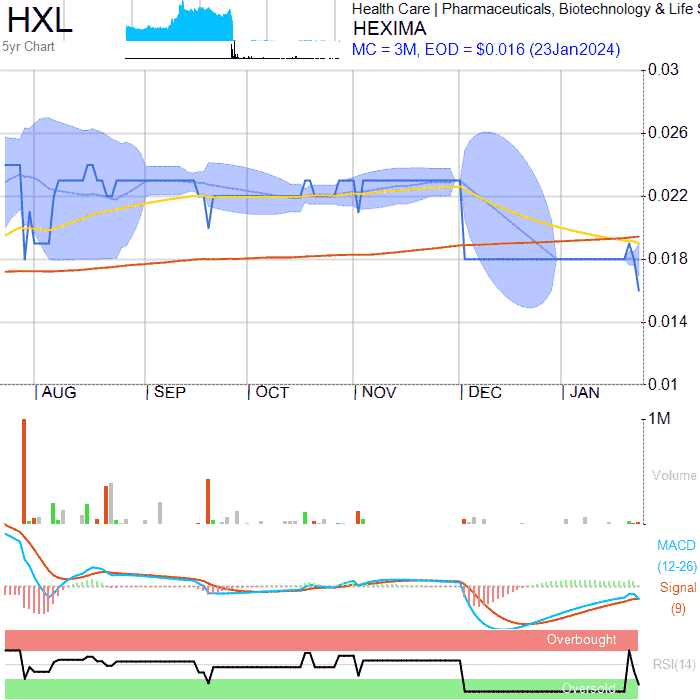 HXL
5yr Chart
Health Care | Pharmaceuticals, Biotechnology & Life S
HEXIMA
MC = 3M, EOD = $0.016 (23Jan2024)
0.03
0.026
0.022
0.018
0.014
0.01
AUG SEP OCT NOV DEC JAN
1M
Volume
MACD
(12-26)
Signal
(9)
Overbought
RSI(14)
Oversold